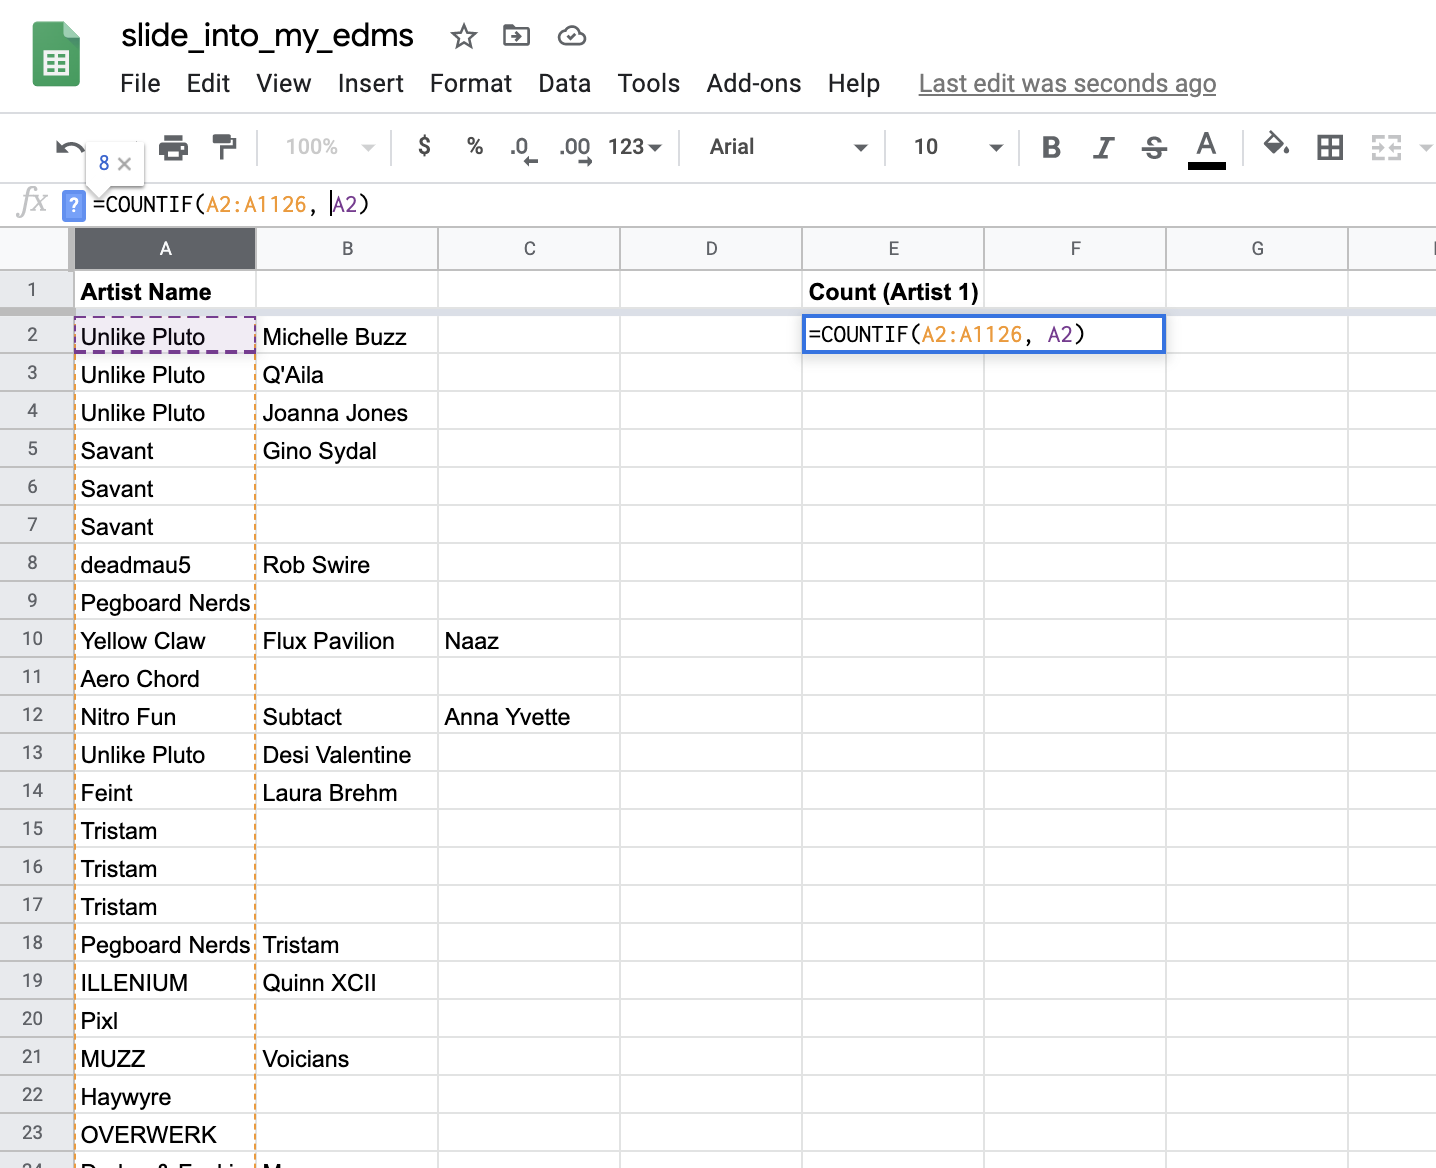 slide_into_my_edms
File Edit View Insert Format Data Tools Add-ons Help Last edit was seconds ago
100% $ % .0 .00 123 Arial 10 B I S A
8 ×
fx ? =COUNTIF(A2:A1126, A2)
A B C D E F G
1 Artist Name Count (Artist 1)
2 Unlike Pluto Michelle Buzz =COUNTIF(A2:A1126, A2)
3 Unlike Pluto Q'Aila
4 Unlike Pluto Joanna Jones
5 Savant Gino Sydal
6 Savant
7 Savant
8 deadmau5 Rob Swire
9 Pegboard Nerds
10 Yellow Claw Flux Pavilion Naaz
11 Aero Chord
12 Nitro Fun Subtact Anna Yvette
13 Unlike Pluto Desi Valentine
14 Feint Laura Brehm
15 Tristam
16 Tristam
17 Tristam
18 Pegboard Nerds Tristam
19 ILLENIUM Quinn XCII
20 Pixl
21 MUZZ Voicians
22 Haywyre
23 OVERWERK
24